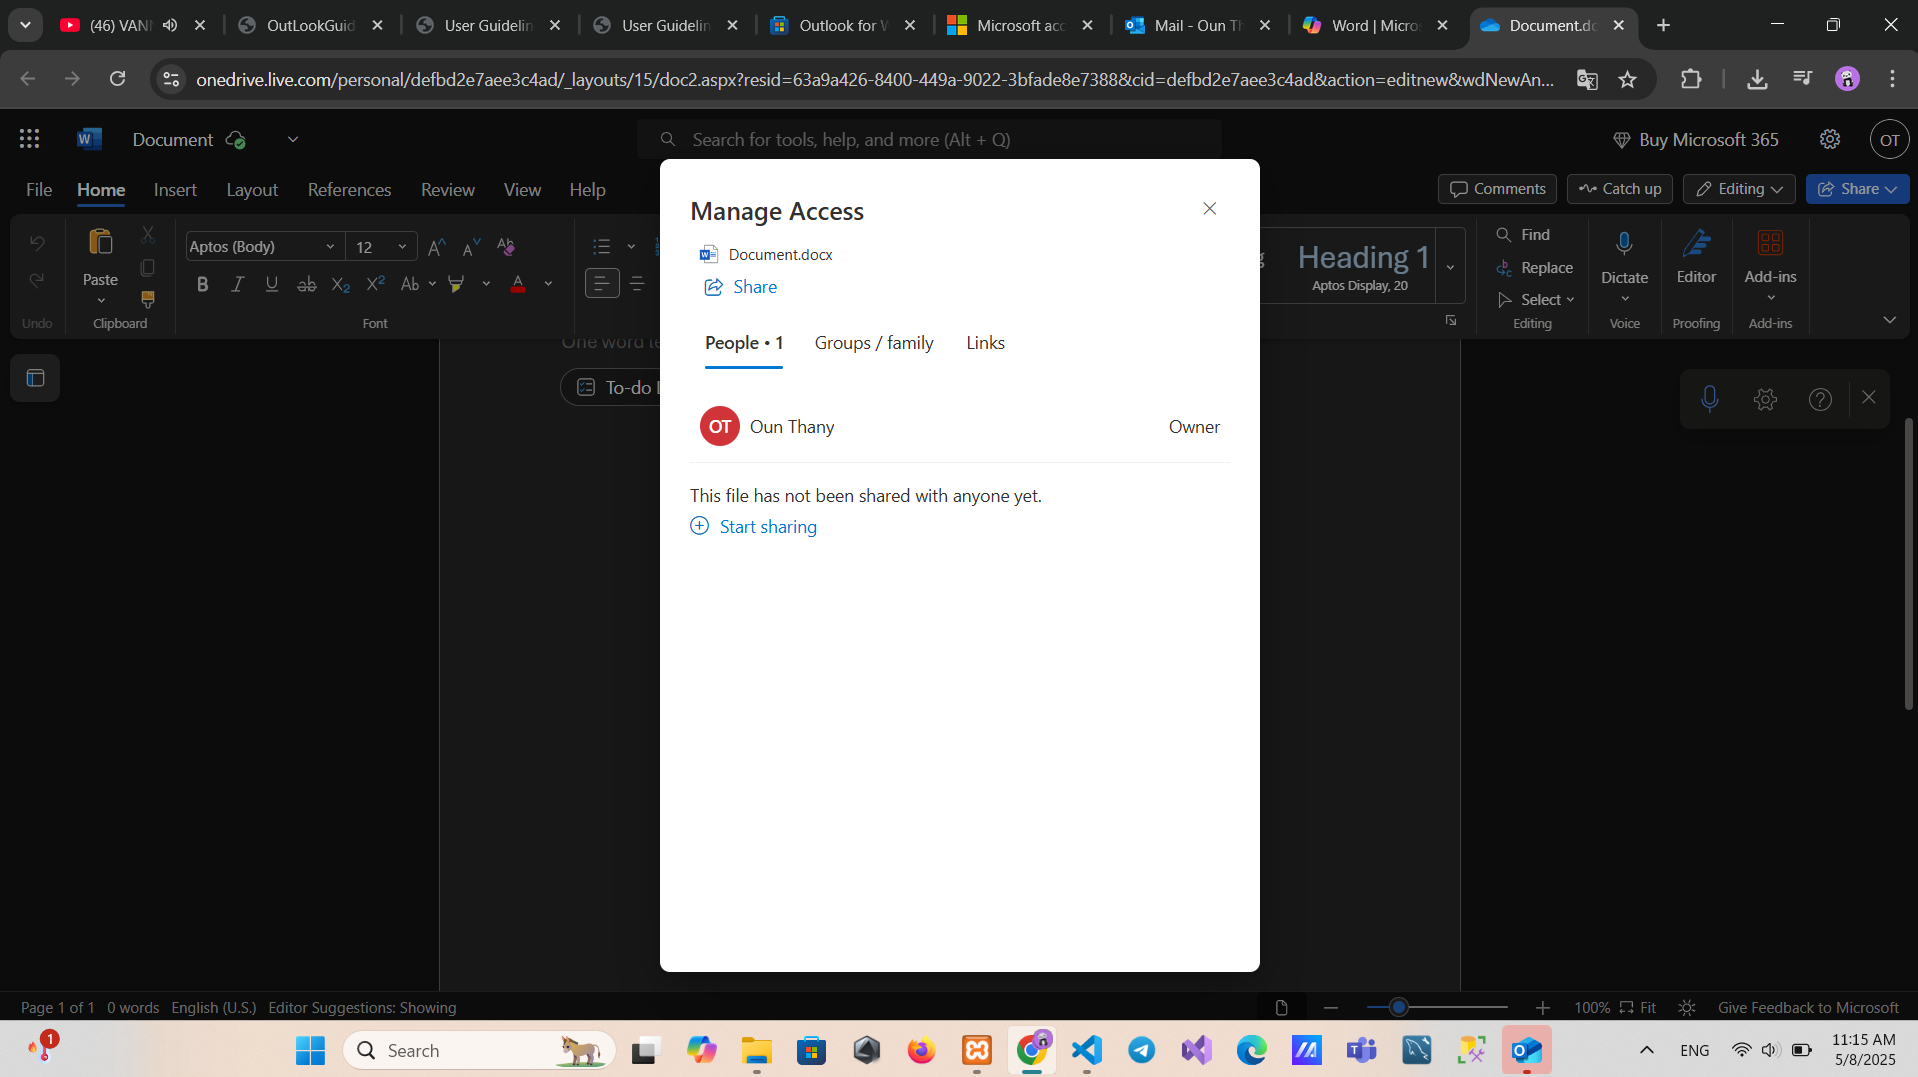 (46) VANN
OutLookGuid
User Guidelin
User Guidelin
Outlook for W
Microsoft acc
Mail - Oun Th
Word | Micros
Document.do
onedrive.live.com/personal/defbd2e7aee3c4ad/_layouts/15/doc2.aspx?resid=63a9a426-8400-449a-9022-3bfade8e7388&cid=defbd2e7aee3c4ad&action=editnew&wdNewAn...
Document
Search for tools, help, and more (Alt + Q)
Buy Microsoft 365
OT
File Home Insert Layout References Review View Help
Comments Catch up Editing Share
Aptos (Body) 12
Paste
Undo
Clipboard
Font
Heading 1
Aptos Display, 20
Find
Replace
Select
Editing
Dictate
Voice
Editor
Proofing
Add-ins
Add-ins
One word
To-do
Manage Access
Document.docx
Share
People • 1 Groups / family Links
OT Oun Thany Owner
This file has not been shared with anyone yet.
Start sharing
Page 1 of 1 0 words English (U.S.) Editor Suggestions: Showing
100% Fit Give Feedback to Microsoft
1
Search
ENG
11:15 AM
5/8/2025